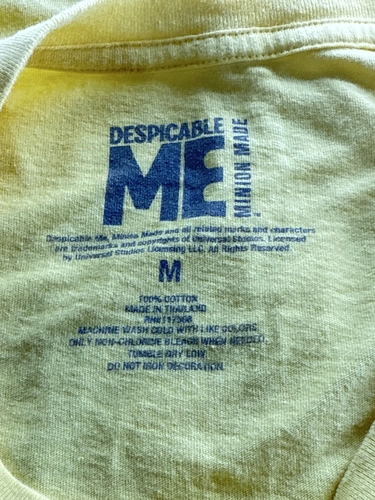 DESPICABLE
ME
MINION MADE
Despicable Me, Minion Made and all related marks and characters
are trademarks and copyrights of Universal Studios. Licensed
by Universal Studios Licensing LLC. All Rights Reserved.
M
100% COTTON
MADE IN THAILAND
MACHINE WASH COLD WITH LIKE COLORS
ONLY NON-CHLORINE BLEACH WHEN NEEDED.
TUMBLE DRY LOW
DO NOT IRON DECORATION.